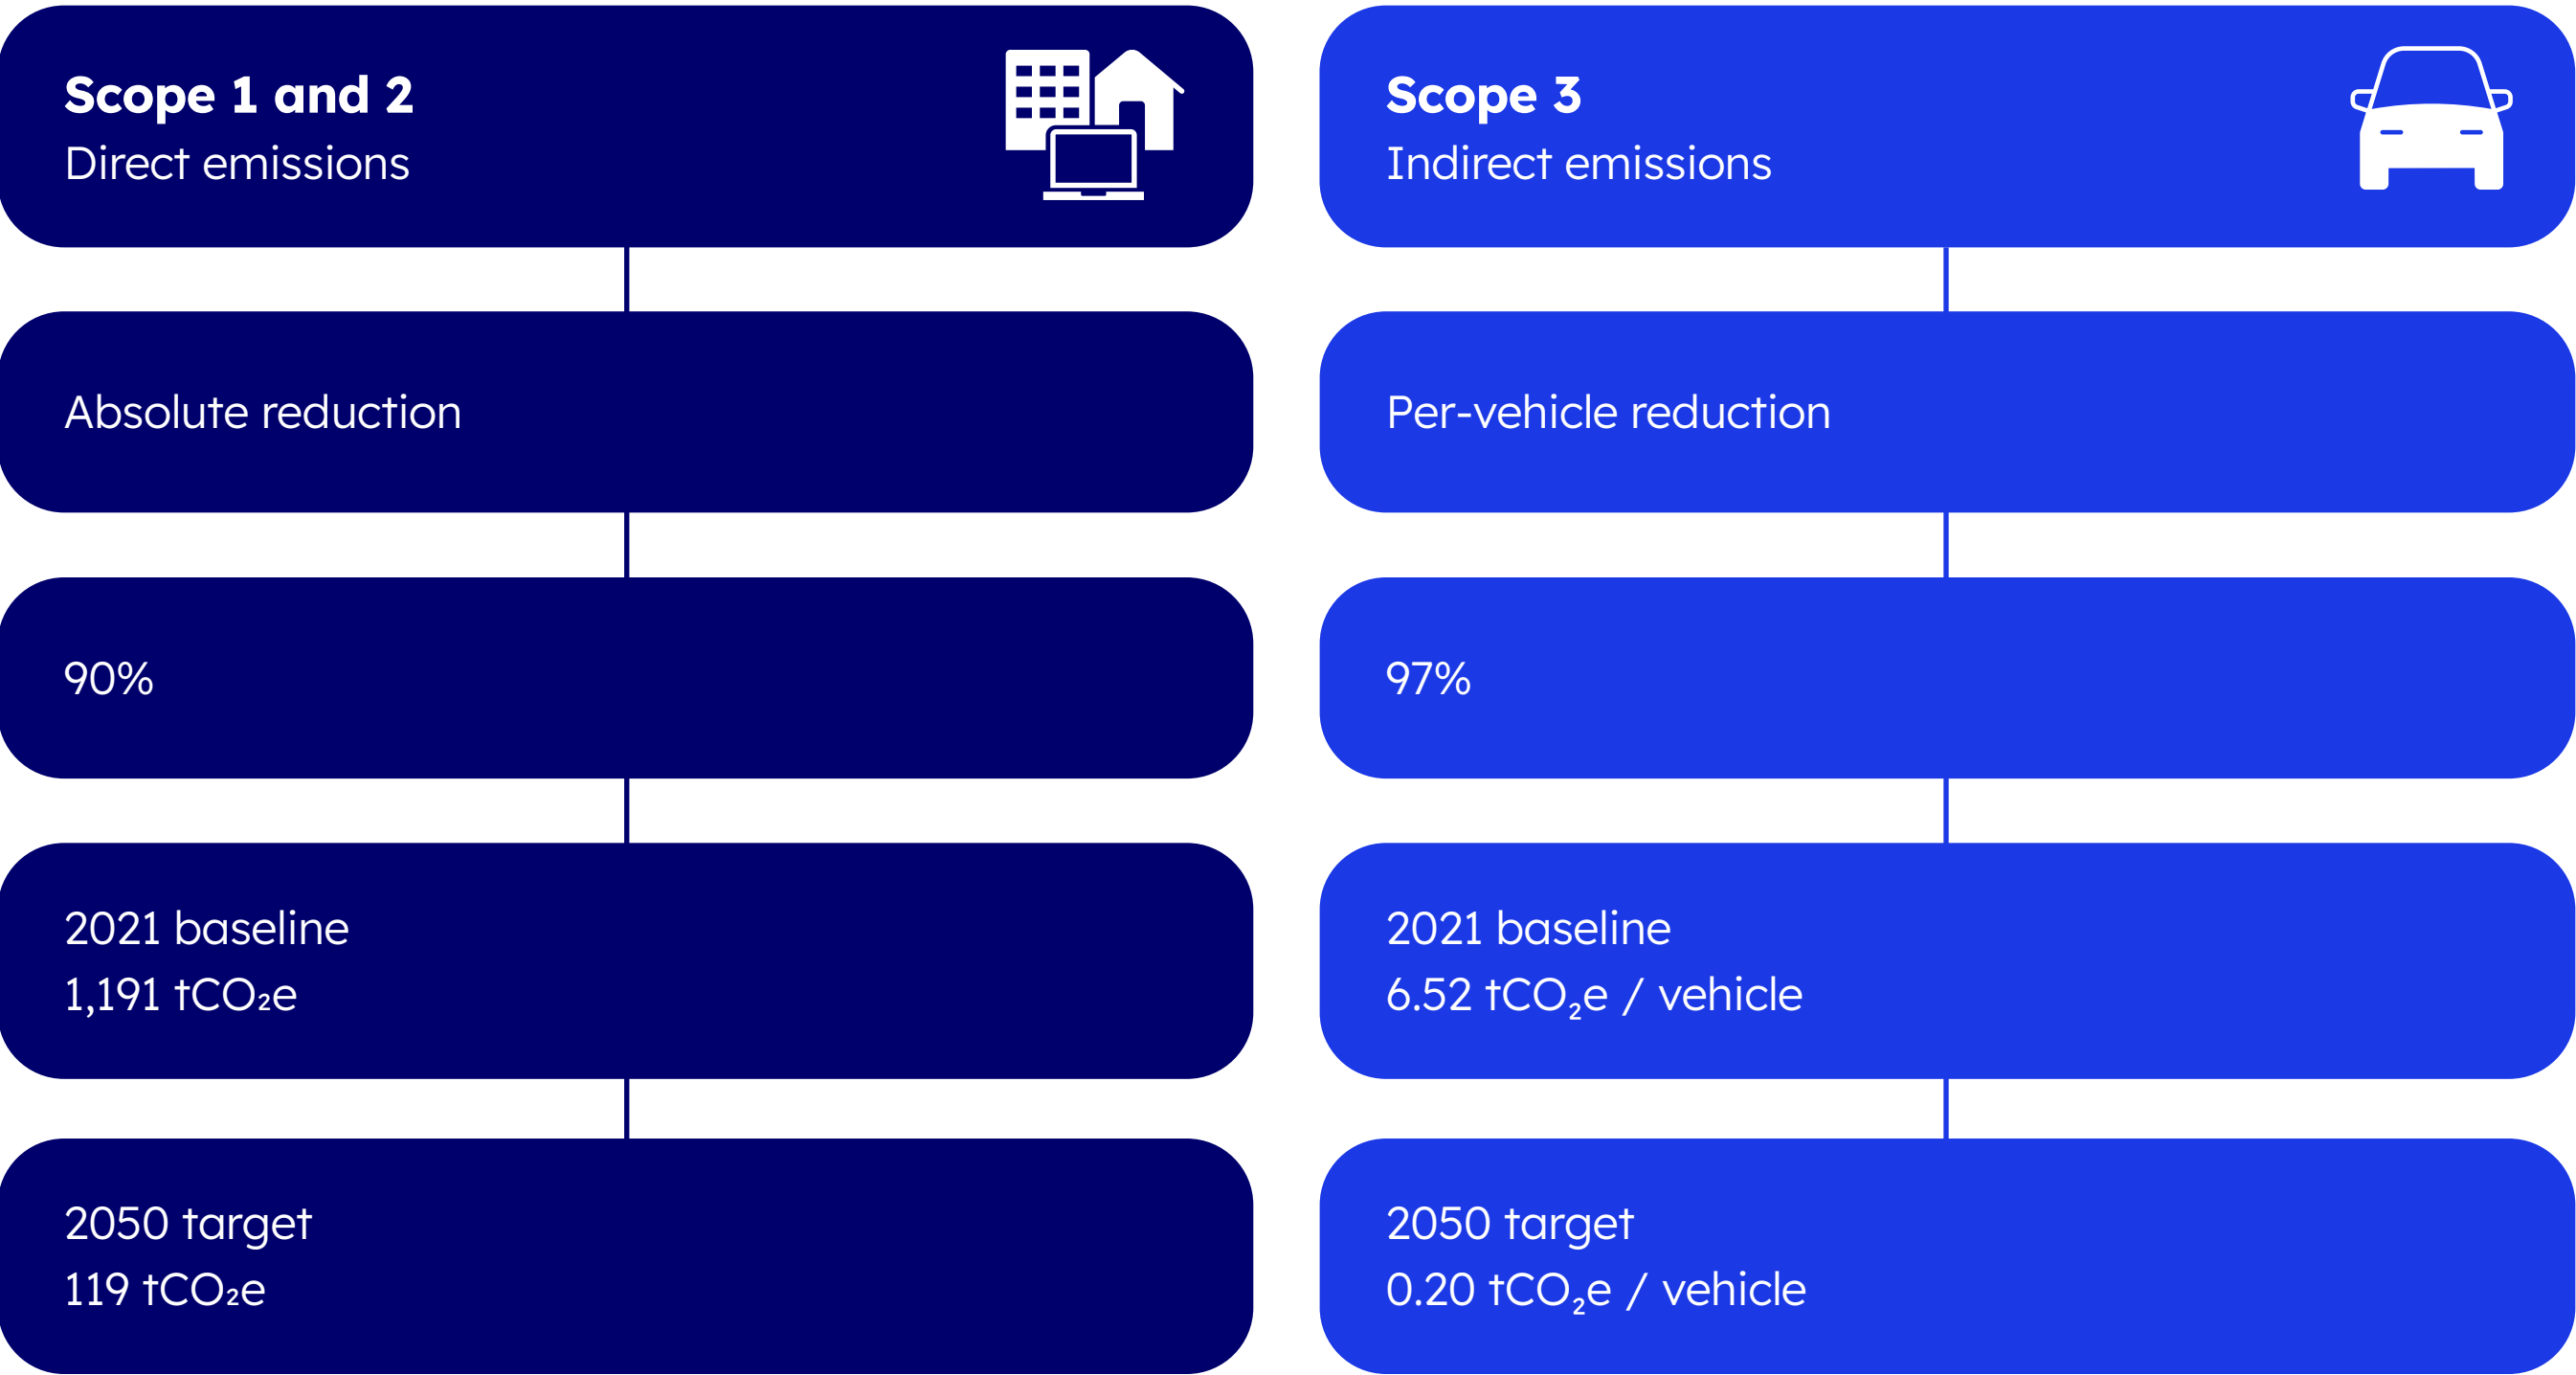 Scope 1 and 2
Direct emissions
Absolute reduction
90%
2021 baseline
1,191 tCO₂e
2050 target
119 tCO₂e
Scope 3
Indirect emissions
Per-vehicle reduction
97%
2021 baseline
6.52 tCO₂e / vehicle
2050 target
0.20 tCO₂e / vehicle